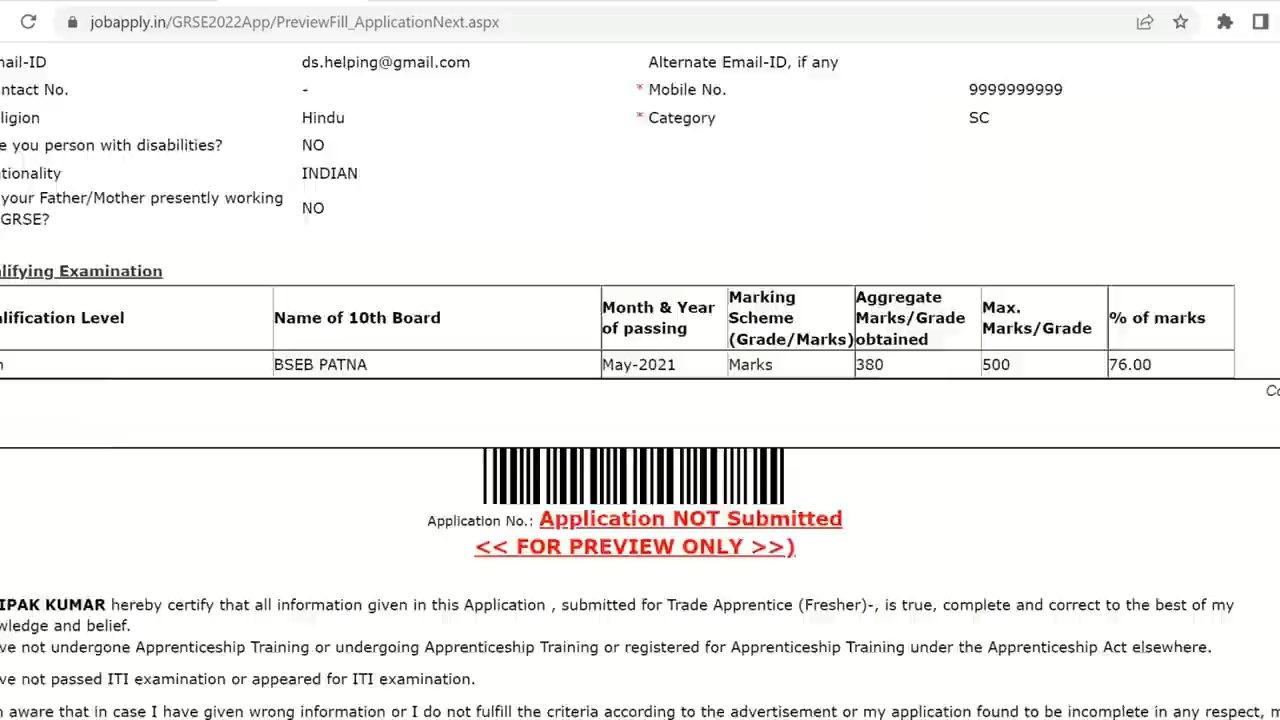 jobapply.in/GRSE2022App/PreviewFill_ApplicationNext.aspx
nail-ID ds.helping@gmail.com Alternate Email-ID, if any
ntact No. - * Mobile No. 9999999999
ligion Hindu * Category SC
e you person with disabilities? NO
tionality INDIAN
your Father/Mother presently working
GRSE? NO
lifying Examination
lification Level Name of 10th Board Month & Year of passing Marking Scheme (Grade/Marks) Aggregate Marks/Grade obtained Max. Marks/Grade % of marks
BSEB PATNA May-2021 Marks 380 500 76.00
Application No.: Application NOT Submitted
<< FOR PREVIEW ONLY >>)
IPAK KUMAR hereby certify that all information given in this Application , submitted for Trade Apprentice (Fresher)-, is true, complete and correct to the best of my
wledge and belief.
ve not undergone Apprenticeship Training or undergoing Apprenticeship Training or registered for Apprenticeship Training under the Apprenticeship Act elsewhere.
ve not passed ITI examination or appeared for ITI examination.
aware that in case I have given wrong information or I do not fulfill the criteria according to the advertisement or my application found to be incomplete in any respect,